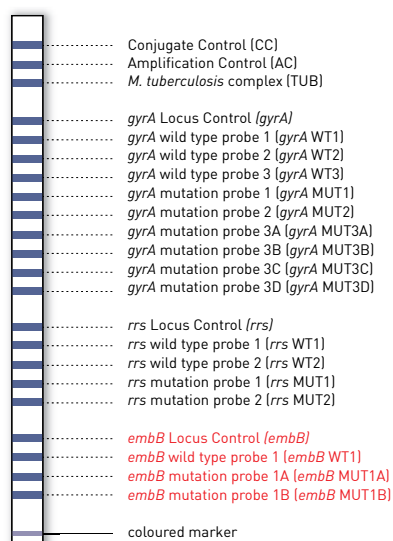 Conjugate Control (CC)
Amplification Control (AC)
M. tuberculosis complex (TUB)
gyrA Locus Control (gyrA)
gyrA wild type probe 1 (gyrA WT1)
gyrA wild type probe 2 (gyrA WT2)
gyrA wild type probe 3 (gyrA WT3)
gyrA mutation probe 1 (gyrA MUT1)
gyrA mutation probe 2 (gyrA MUT2)
gyrA mutation probe 3A (gyrA MUT3A)
gyrA mutation probe 3B (gyrA MUT3B)
gyrA mutation probe 3C (gyrA MUT3C)
gyrA mutation probe 3D (gyrA MUT3D)
rrs Locus Control (rrs)
rrs wild type probe 1 (rrs WT1)
rrs wild type probe 2 (rrs WT2)
rrs mutation probe 1 (rrs MUT1)
rrs mutation probe 2 (rrs MUT2)
embB Locus Control (embB)
embB wild type probe 1 (embB WT1)
embB mutation probe 1A (embB MUT1A)
embB mutation probe 1B (embB MUT1B)
coloured marker